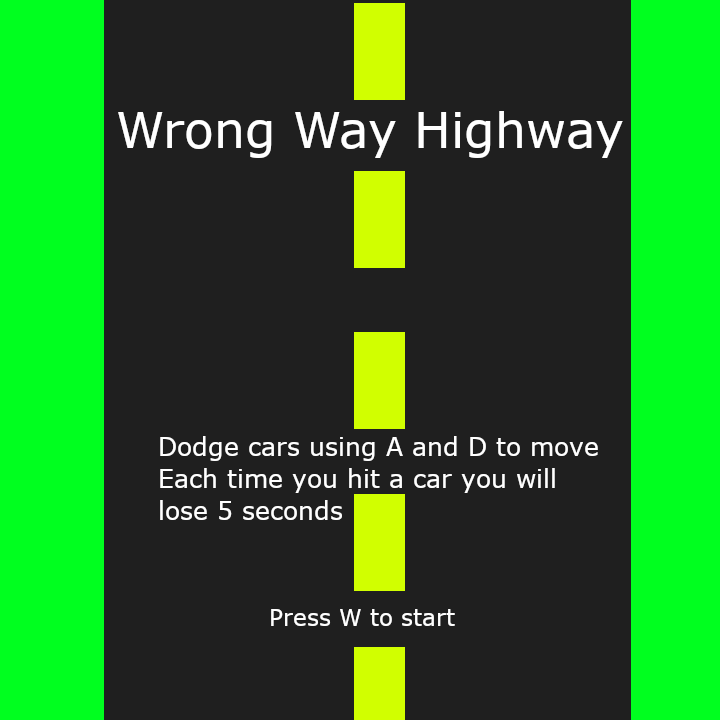 Wrong Way Highway
Dodge cars using A and D to move
Each time you hit a car you will
lose 5 seconds
Press W to start